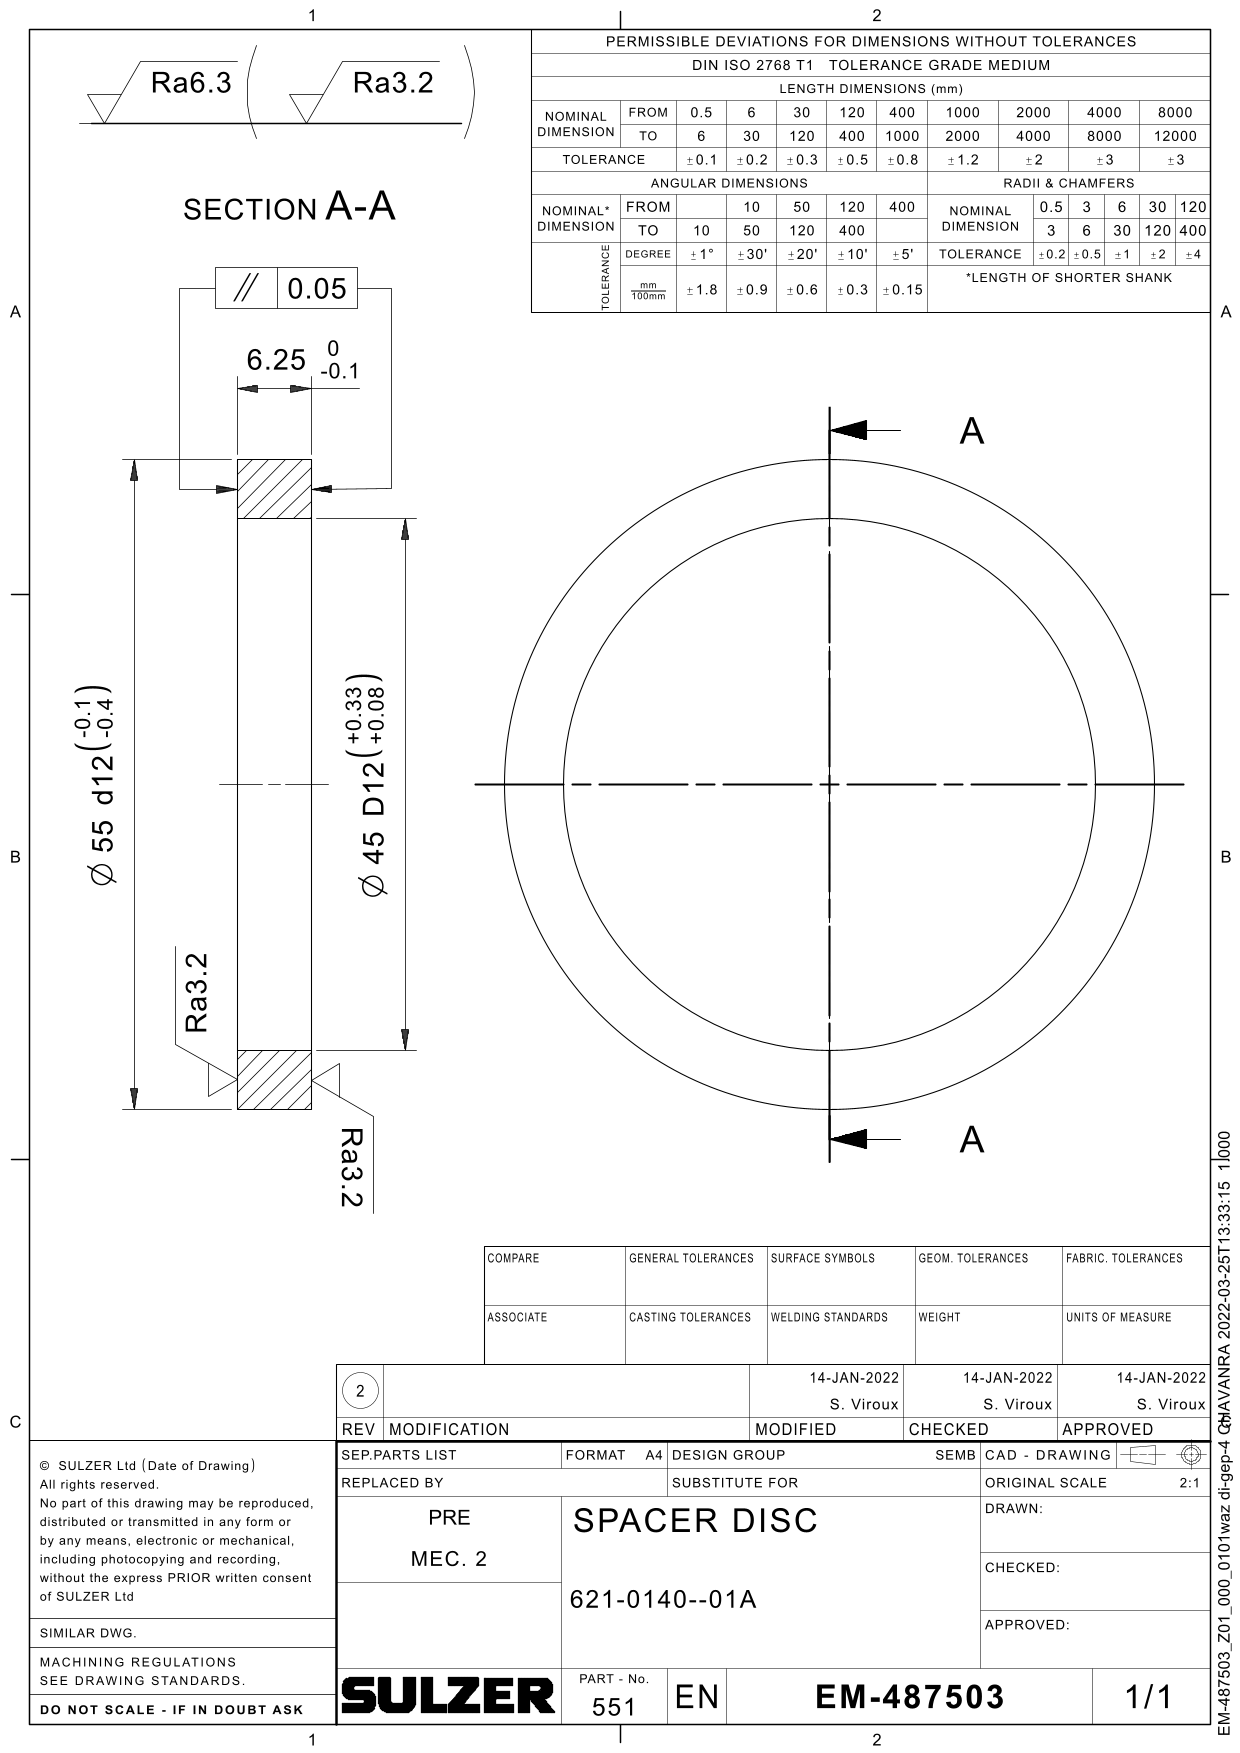 1 2
PERMISSIBLE DEVIATIONS FOR DIMENSIONS WITHOUT TOLERANCES
DIN ISO 2768 T1 TOLERANCE GRADE MEDIUM
LENGTH DIMENSIONS (mm)
NOMINAL DIMENSION FROM 0.5 6 30 120 400 1000 2000 4000 8000
TO 6 30 120 400 1000 2000 4000 8000 12000
TOLERANCE ±0.1 ±0.2 ±0.3 ±0.5 ±0.8 ±1.2 ±2 ±3 ±3
ANGULAR DIMENSIONS RADII & CHAMFERS
NOMINAL* DIMENSION FROM 10 50 120 400 NOMINAL DIMENSION 0.5 3 6 30 120
TO 10 50 120 400 3 6 30 120 400
TOLERANCE DEGREE ±1° ±30' ±20' ±10' ±5' TOLERANCE ±0.2 ±0.5 ±1 ±2 ±4
mm/100mm ±1.8 ±0.9 ±0.6 ±0.3 ±0.15 *LENGTH OF SHORTER SHANK
Ra6.3 ( Ra3.2 )
SECTION A-A
// 0.05
6.25 0 -0.1
Ø 55 d12(-0.1 -0.4)
Ø 45 D12(+0.33 +0.08)
Ra3.2
Ra3.2
A
A
A A
B B
C
COMPARE GENERAL TOLERANCES SURFACE SYMBOLS GEOM. TOLERANCES FABRIC. TOLERANCES
ASSOCIATE CASTING TOLERANCES WELDING STANDARDS WEIGHT UNITS OF MEASURE
2 14-JAN-2022 14-JAN-2022 14-JAN-2022
S. Viroux S. Viroux S. Viroux
REV MODIFICATION MODIFIED CHECKED APPROVED
SEP.PARTS LIST FORMAT A4 DESIGN GROUP SEMB CAD - DRAWING
REPLACED BY SUBSTITUTE FOR ORIGINAL SCALE 2:1
PRE
MEC. 2
SPACER DISC
621-0140--01A
DRAWN:
CHECKED:
APPROVED:
© SULZER Ltd (Date of Drawing)
All rights reserved.
No part of this drawing may be reproduced,
distributed or transmitted in any form or
by any means, electronic or mechanical,
including photocopying and recording,
without the express PRIOR written consent
of SULZER Ltd
SIMILAR DWG.
MACHINING REGULATIONS
SEE DRAWING STANDARDS.
DO NOT SCALE - IF IN DOUBT ASK
SULZER
PART - No.
551 EN EM-487503 1/1
1 2
EM-487503_Z01_000_0101waz di-gep-4 CHAVANRA 2022-03-25T13:33:15 1.000